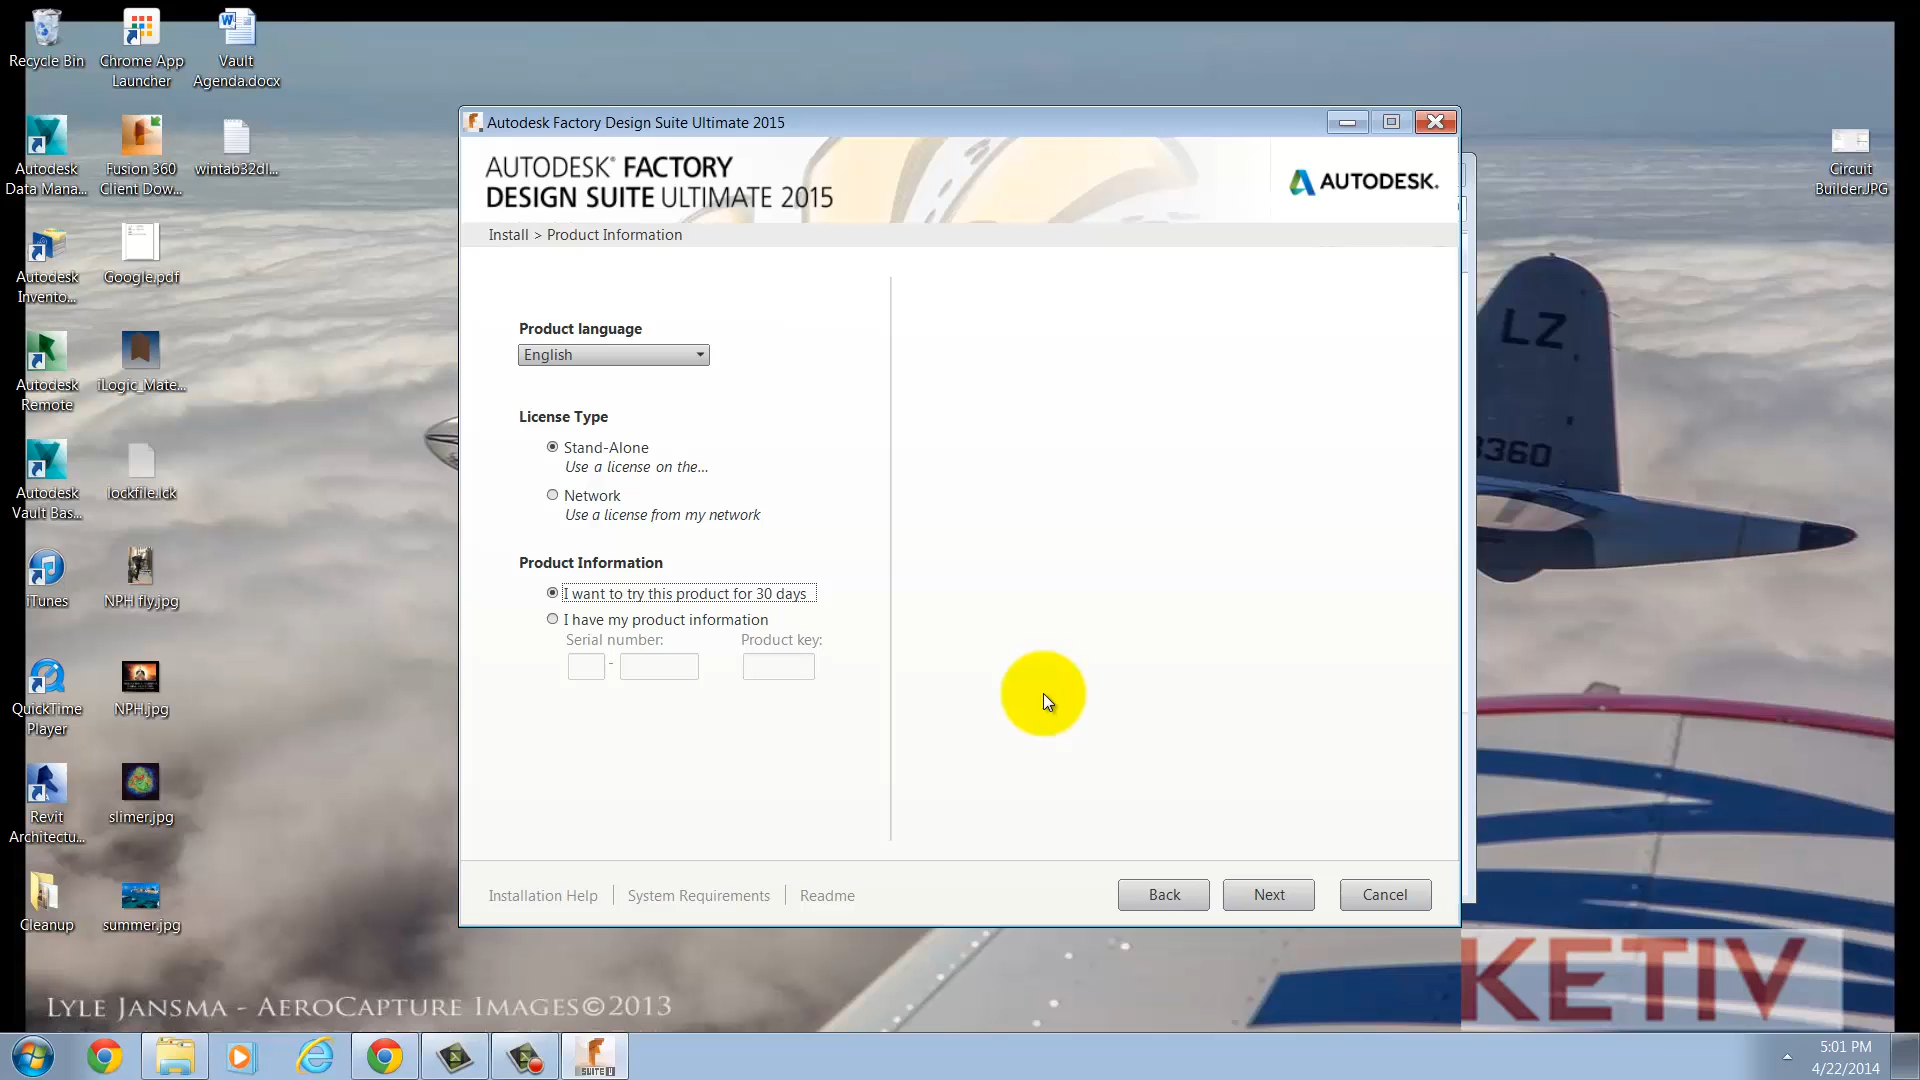 Recycle Bin
Chrome App
Launcher
Vault
Agenda.docx
Autodesk
Data Mana...
Fusion 360
Client Dow...
wintab32dl...
Autodesk
Invento...
Google.pdf
Autodesk
Remote
iLogic_Mate...
Autodesk
Vault Bas...
lockfile.lck
iTunes
NPH fly.jpg
QuickTime
Player
NPH.jpg
Revit
Architectu...
slimer.jpg
Cleanup
summer.jpg
Circuit
Builder.JPG
Autodesk Factory Design Suite Ultimate 2015
AUTODESK® FACTORY
DESIGN SUITE ULTIMATE 2015
AUTODESK.
Install > Product Information
Product language
English
License Type
Stand-Alone
Use a license on the...
Network
Use a license from my network
Product Information
I want to try this product for 30 days
I have my product information
Serial number:
Product key:
-
Installation Help
System Requirements
Readme
Back
Next
Cancel
LZ
3360
KETIV
LYLE JANSMA - AEROCAPTURE IMAGES©2013
SUITE U
5:01 PM
4/22/2014